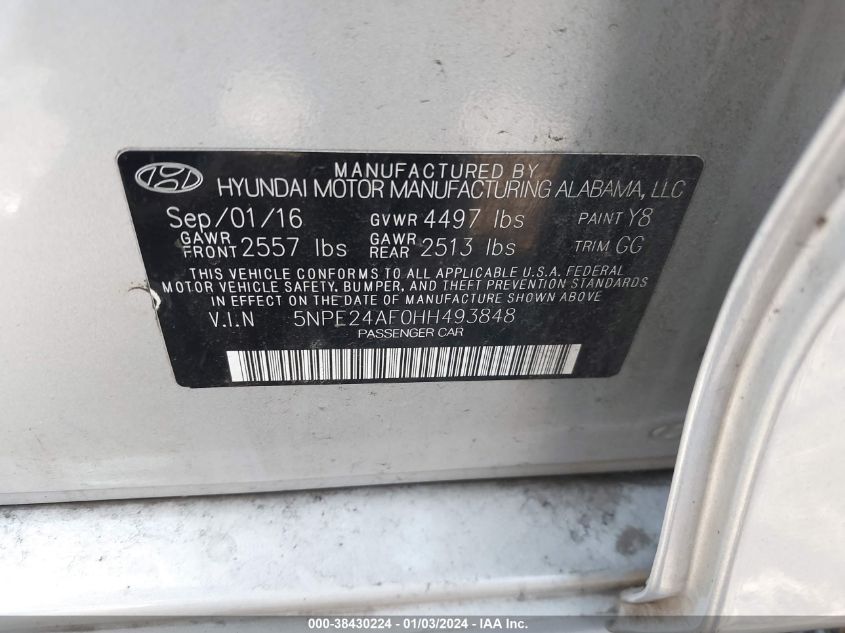 MANUFACTURED BY
HYUNDAI MOTOR MANUFACTURING ALABAMA, LLC
Sep/01/16 GVWR 4497 lbs PAINT Y8
GAWR FRONT 2557 lbs GAWR REAR 2513 lbs TRIM GG
THIS VEHICLE CONFORMS TO ALL APPLICABLE U.S.A. FEDERAL
MOTOR VEHICLE SAFETY, BUMPER, AND THEFT PREVENTION STANDARDS
IN EFFECT ON THE DATE OF MANUFACTURE SHOWN ABOVE.
V.I.N 5NPE24AF0HH493848
PASSENGER CAR
000-38430224 - 01/03/2024 - IAA Inc.